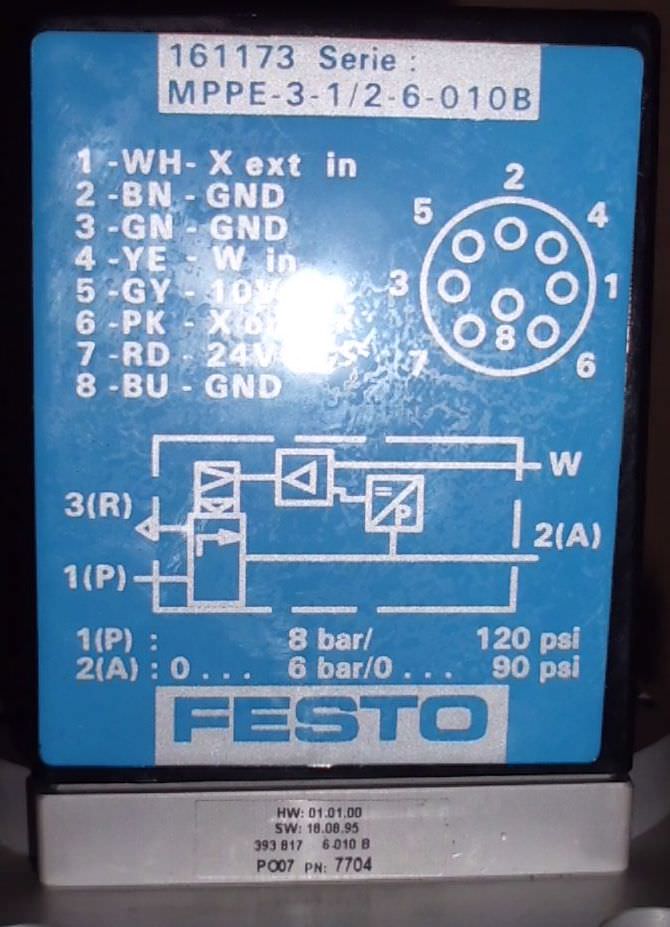 161173 Serie :
MPPE-3-1/2-6-010B
1 -WH- X ext in
2 -BN - GND
3 -GN - GND
4 -YE - W in
5 -GY - 10V
6 -PK - X
7 -RD - 24V
8 -BU - GND
2
5 4
3 1
8
7 6
W
3(R)
=
P
2(A)
1(P)
1(P) : 8 bar/ 120 psi
2(A) : 0 . . . 6 bar/0 . . . 90 psi
FESTO
HW: 01.01.00
SW: 18.08.95
393 817 6-010 B
PO07 PN: 7704